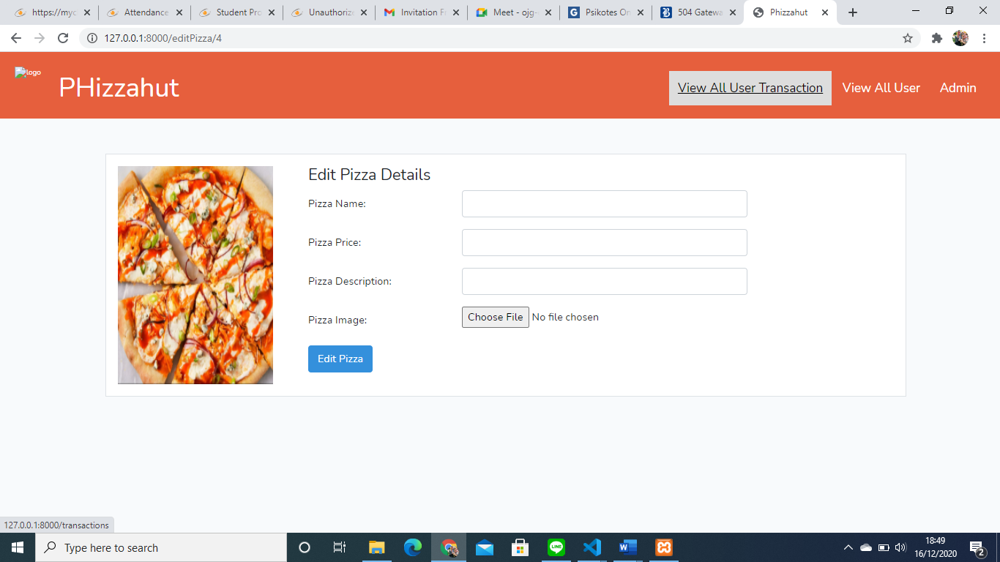 https://myc
Attendance
Student Pro
Unauthorize
Invitation Fr
Meet - ojg-
Psikotes On
504 Gatewa
Phizzahut
127.0.0.1:8000/editPizza/4
logo
PHizzahut
View All User Transaction
View All User
Admin
Edit Pizza Details
Pizza Name:
Pizza Price:
Pizza Description:
Pizza Image:
Choose File No file chosen
Edit Pizza
127.0.0.1:8000/transactions
Type here to search
LINE
18:49
16/12/2020
2